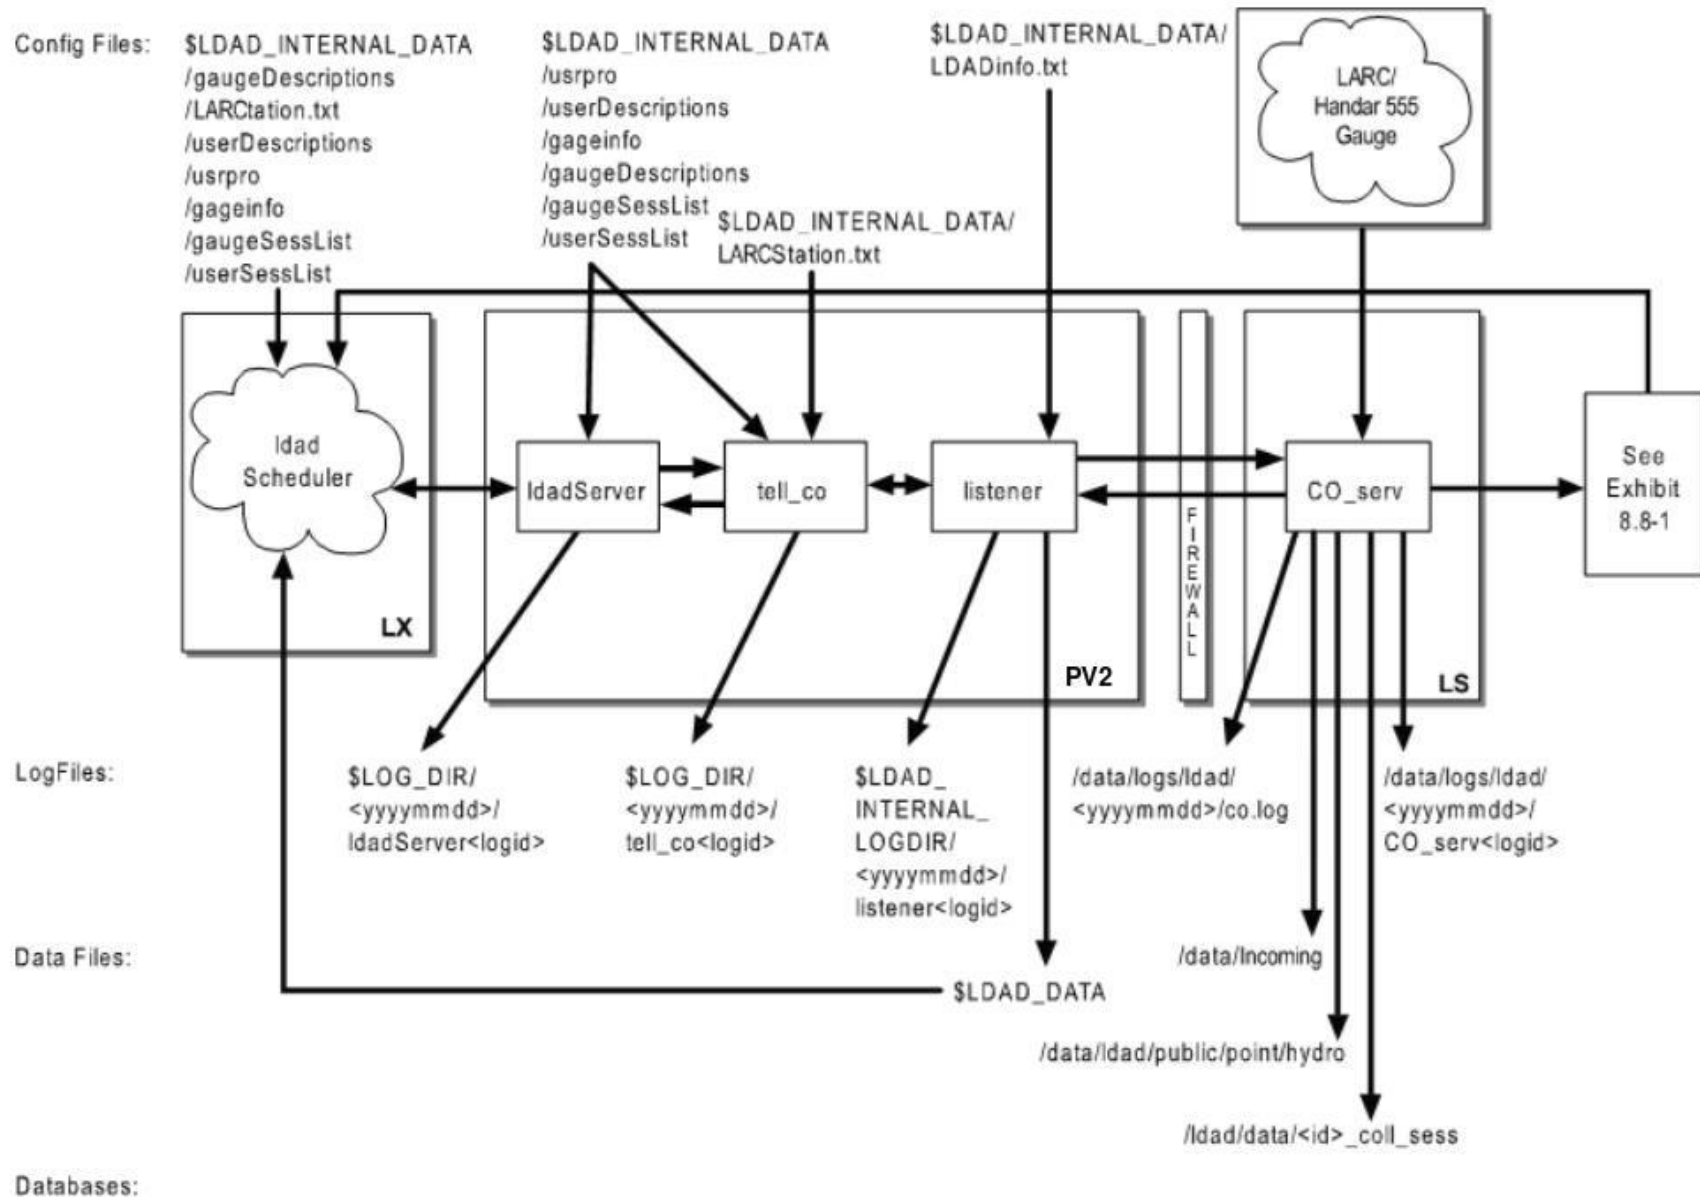 Config Files:
$LDAD_INTERNAL_DATA
/gaugeDescriptions
/LARCtation.txt
/userDescriptions
/usrpro
/gageinfo
/gaugeSessList
/userSessList
$LDAD_INTERNAL_DATA
/usrpro
/userDescriptions
/gageinfo
/gaugeDescriptions
/gaugeSessList
/userSessList
$LDAD_INTERNAL_DATA/
LARCStation.txt
$LDAD_INTERNAL_DATA/
LDADinfo.txt
LARC/
Handar 555
Gauge
ldad
Scheduler
LX
ldadServer
tell_co
listener
PV2
FIREWALL
CO_serv
LS
See
Exhibit
8.8-1
LogFiles:
$LOG_DIR/
<yyyymmdd>/
ldadServer<logid>
$LOG_DIR/
<yyyymmdd>/
tell_co<logid>
$LDAD_
INTERNAL_
LOGDIR/
<yyyymmdd>/
listener<logid>
/data/logs/ldad/
<yyyymmdd>/co.log
/data/logs/ldad/
<yyyymmdd>/
CO_serv<logid>
Data Files:
$LDAD_DATA
/data/Incoming
/data/ldad/public/point/hydro
/ldad/data/<id>_coll_sess
Databases: